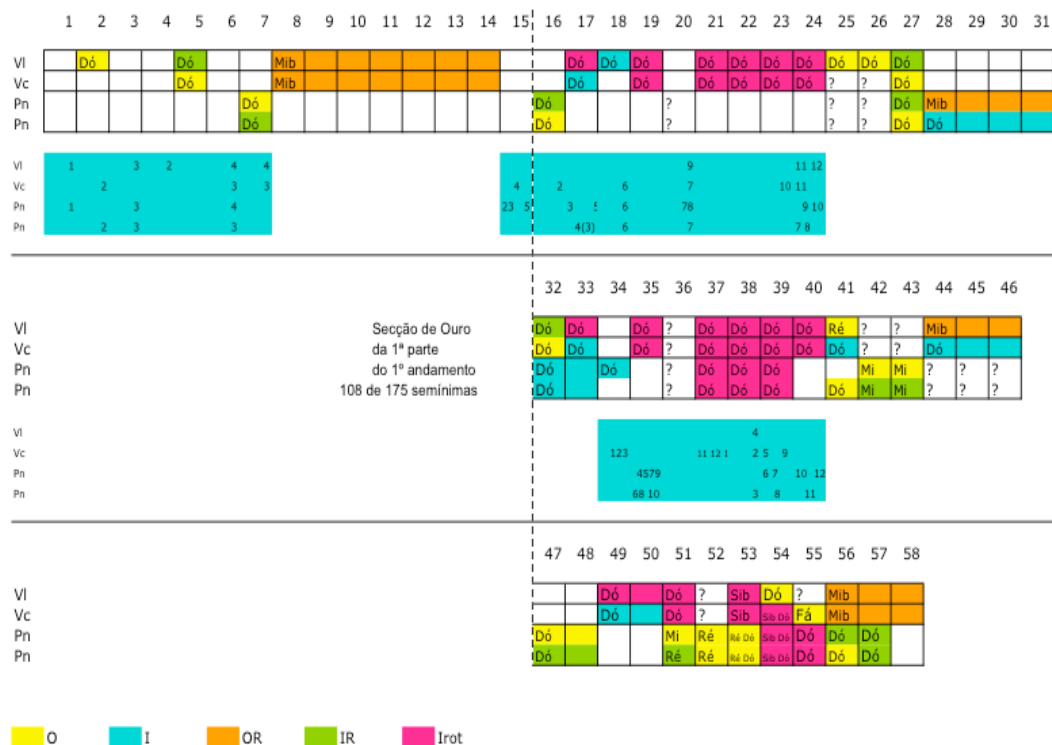 1 2 3 4 5 6 7 8 9 10 11 12 13 14 15 16 17 18 19 20 21 22 23 24 25 26 27 28 29 30 31
Vl Dó Dó Mib Dó Dó Dó Dó Dó Dó Dó Dó Dó Dó
Vc Dó Mib Dó Dó Dó Dó Dó Dó ? ? Dó
Pn Dó Dó ? ? ? Dó Mib
Pn Dó Dó ? ? ? Dó Dó
Vl 1 3 2 4 4 9 11 12
Vc 2 3 3 4 2 6 7 10 11
Pn 1 3 4 23 5 3 5 6 78 9 10
Pn 2 3 3 4(3) 6 7 7 8
32 33 34 35 36 37 38 39 40 41 42 43 44 45 46
Vl Secção de Ouro Dó Dó Dó ? Dó Dó Dó Dó Ré ? ? Mib
Vc da 1ª parte Dó Dó Dó ? Dó Dó Dó Dó Dó ? ? Dó
Pn do 1º andamento Dó Dó ? Dó Dó Dó Mi Mi ? ? ?
Pn 108 de 175 semínimas Dó ? Dó Dó Dó Dó Mi Mi ? ? ?
Vl 4
Vc 123 11 12 1 2 5 9
Pn 4579 6 7 10 12
Pn 68 10 3 8 11
47 48 49 50 51 52 53 54 55 56 57 58
Vl Dó Dó ? Sib Dó ? Mib
Vc Dó Dó ? Sib Sib Dó Fá Mib
Pn Dó Mi Ré Ré Dó Sib Dó Dó Dó Dó
Pn Dó Ré Ré Ré Dó Sib Dó Dó Dó Dó
O I OR IR Irot